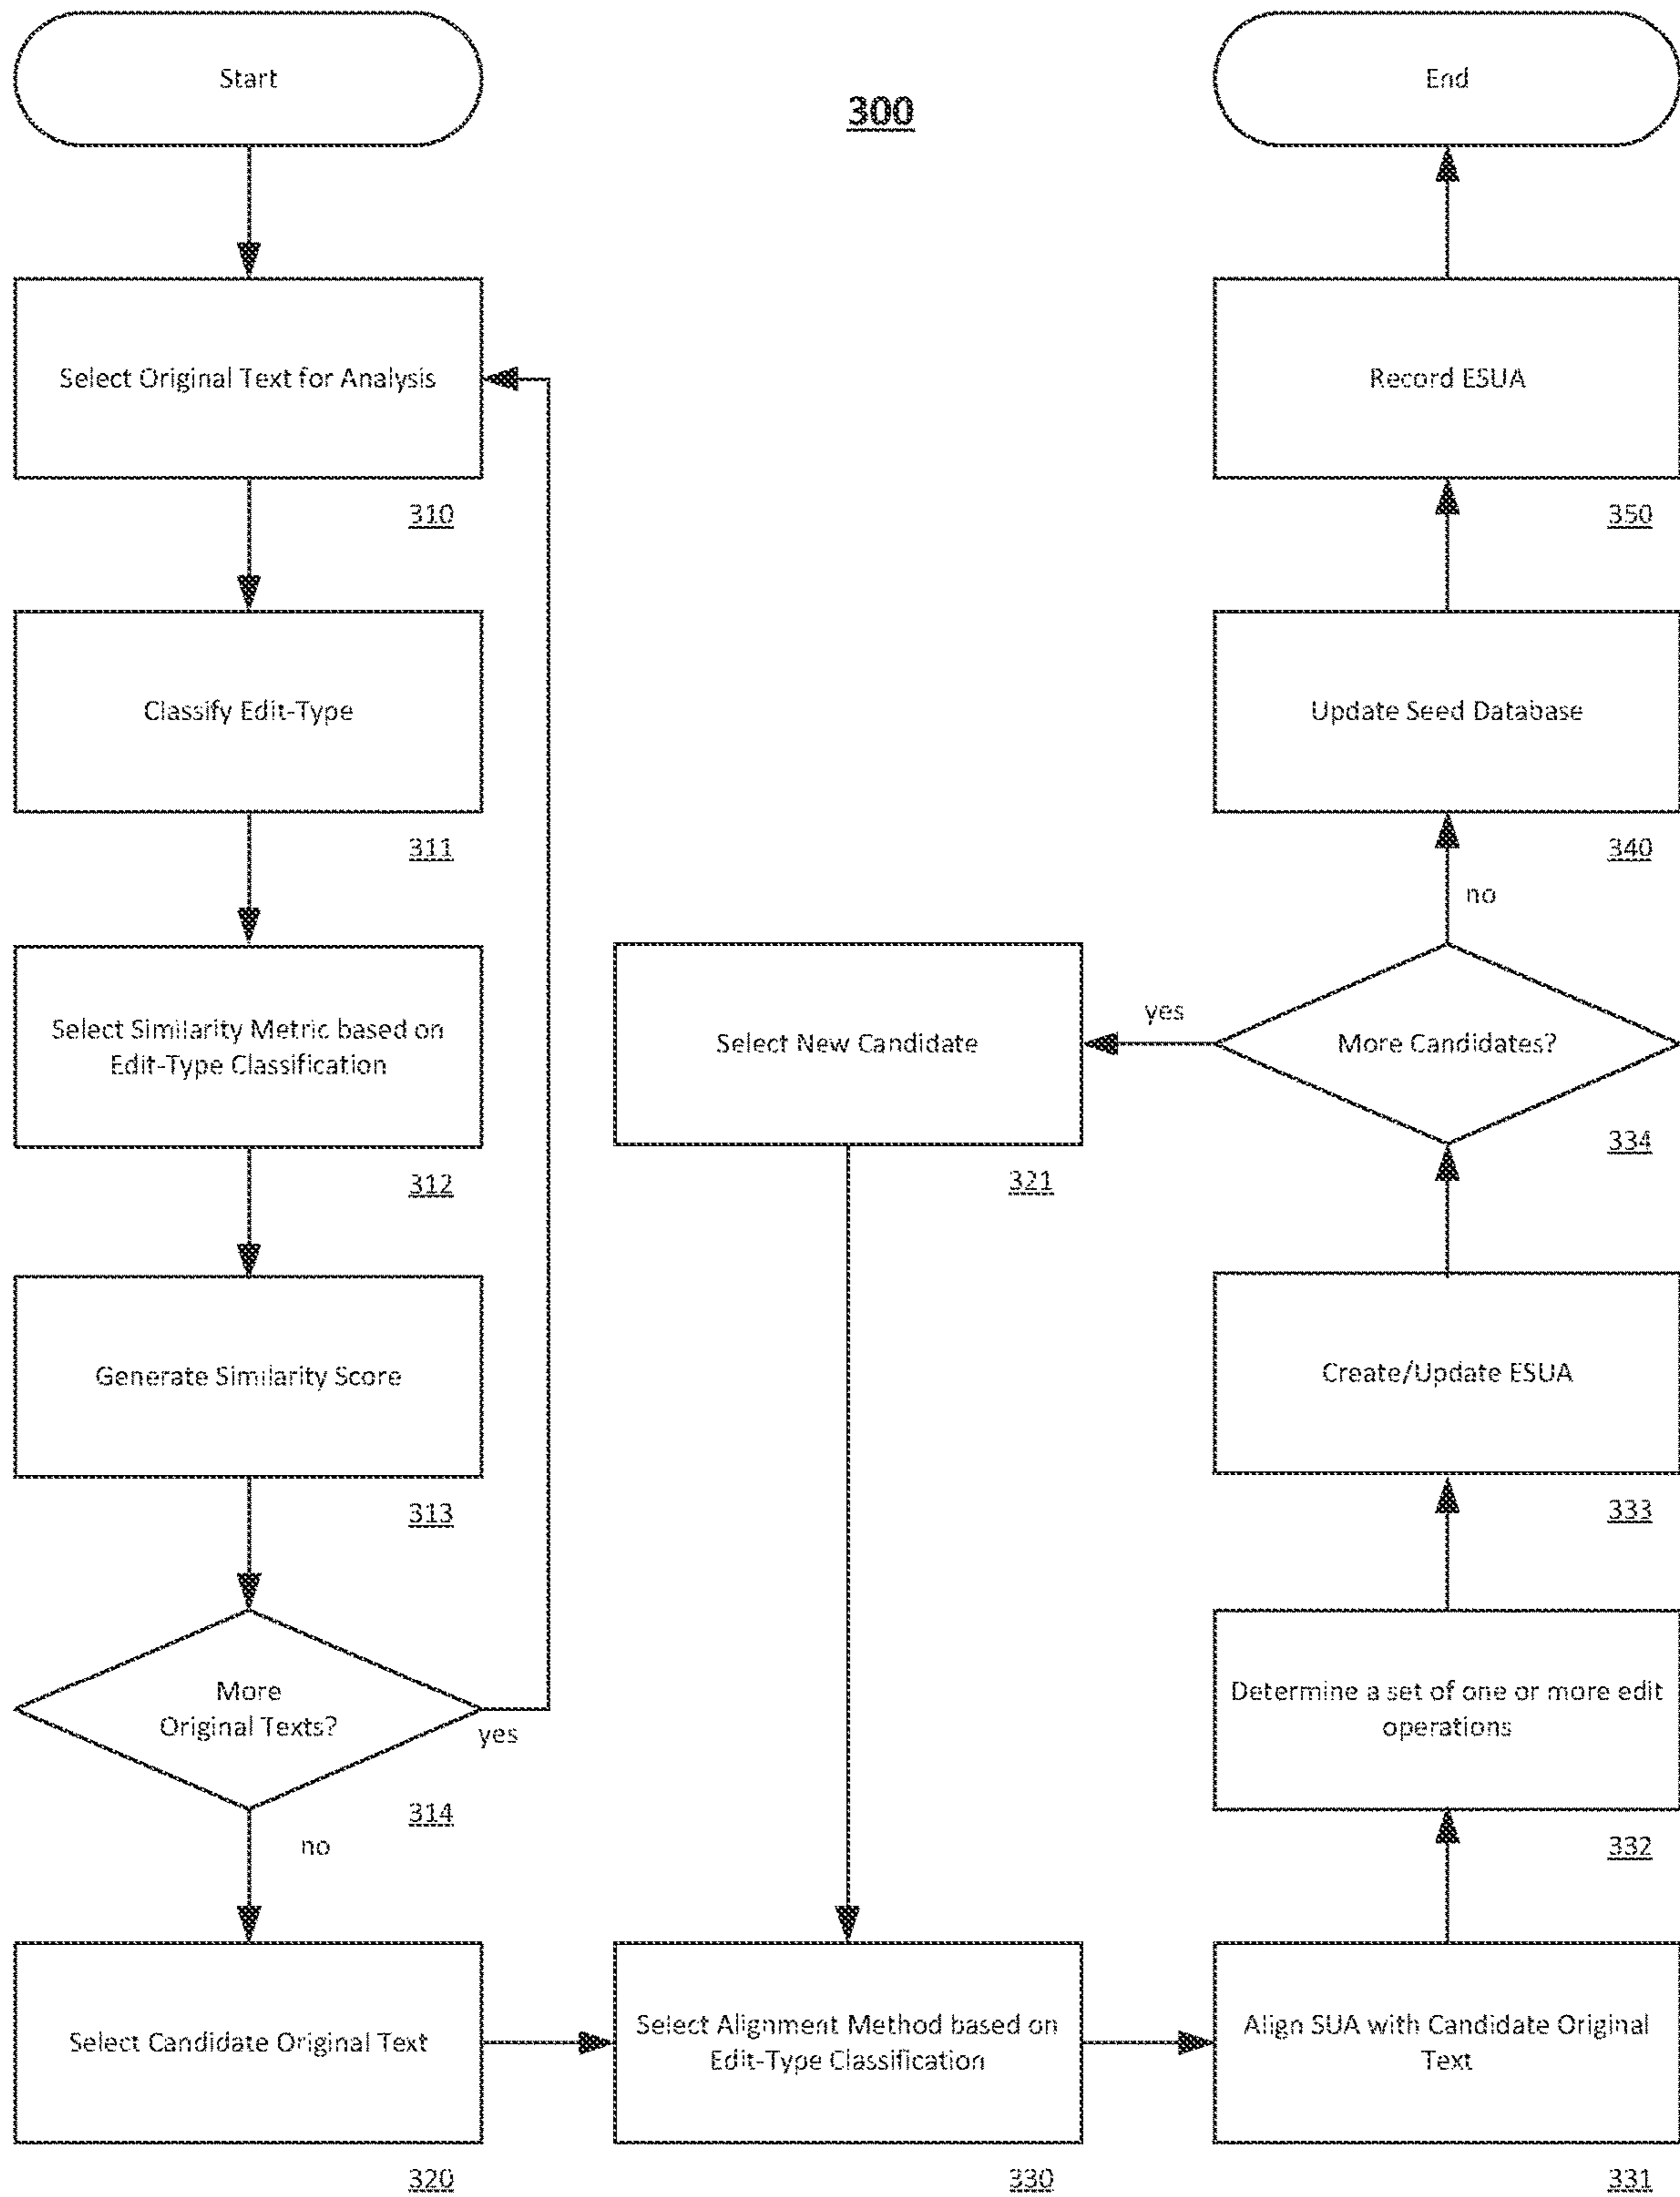 Start
300
End
Select Original Text for Analysis
310
Record ESUA
350
Classify Edit-Type
311
Update Seed Database
340
no
Select Similarity Metric based on
Edit-Type Classification
312
Select New Candidate
321
yes
More Candidates?
334
Generate Similarity Score
313
Create/Update ESUA
333
More
Original Texts?
yes
314
no
Determine a set of one or more edit
operations
332
Select Candidate Original Text
320
Select Alignment Method based on
Edit-Type Classification
330
Align SUA with Candidate Original
Text
331